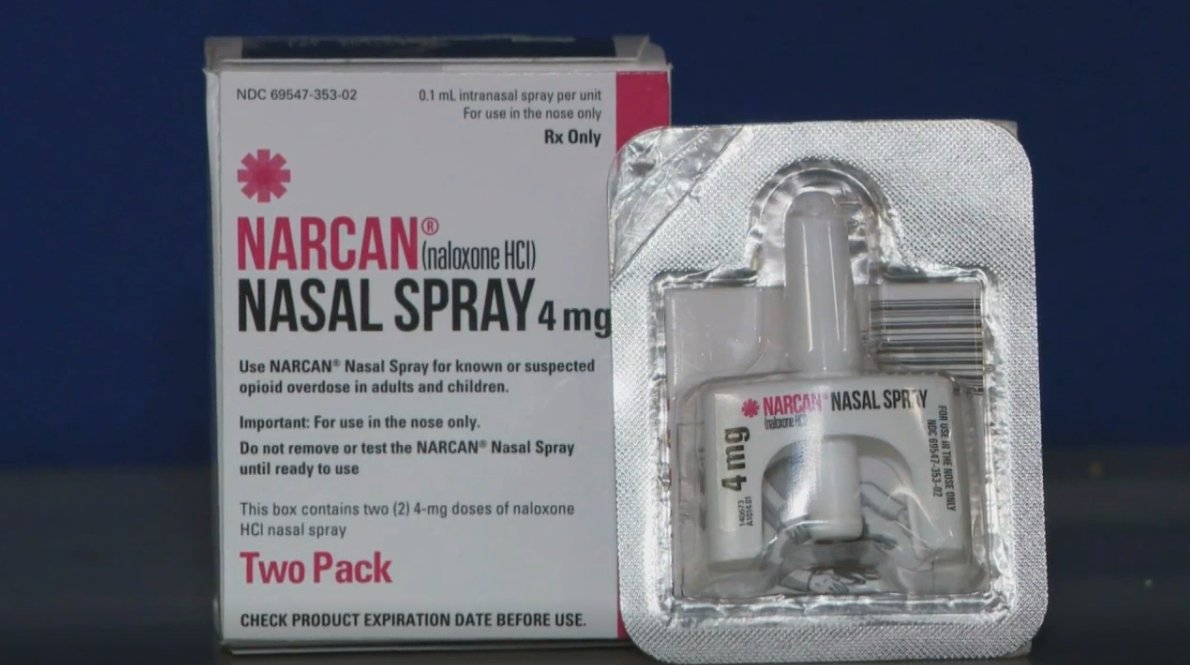 NDC 69547-353-02
0.1 mL intranasal spray per unit
For use in the nose only
Rx Only
NARCAN®
(naloxone HCl)
NASAL SPRAY 4 mg
Use NARCAN® Nasal Spray for known or suspected
opioid overdose in adults and children.
Important: For use in the nose only.
Do not remove or test the NARCAN® Nasal Spray
until ready to use
This box contains two (2) 4-mg doses of naloxone
HCl nasal spray
Two Pack
CHECK PRODUCT EXPIRATION DATE BEFORE USE.
NARCAN® NASAL SPRAY
(naloxone HCl)
4 mg
FOR USE IN THE NOSE ONLY
NDC 69547-353-02